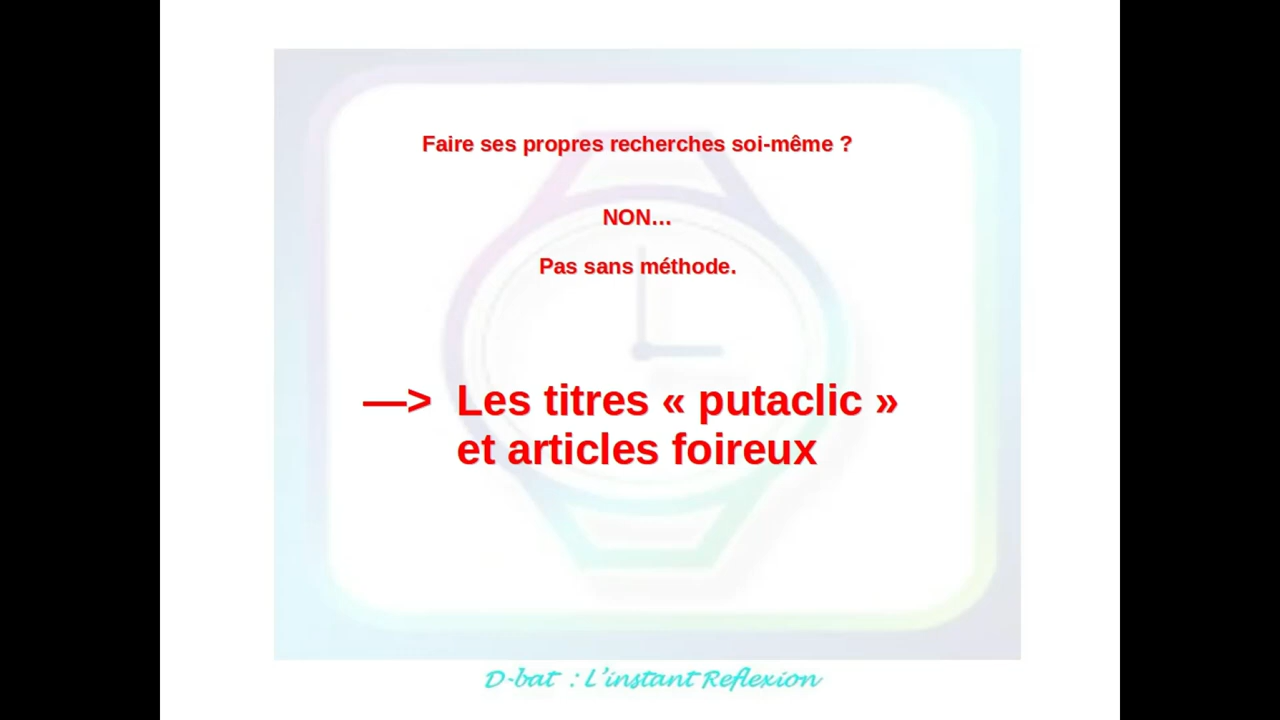 Faire ses propres recherches soi-même ?
NON…
Pas sans méthode.
—> Les titres « putaclic »
et articles foireux
D-bat : L'instant Reflexion